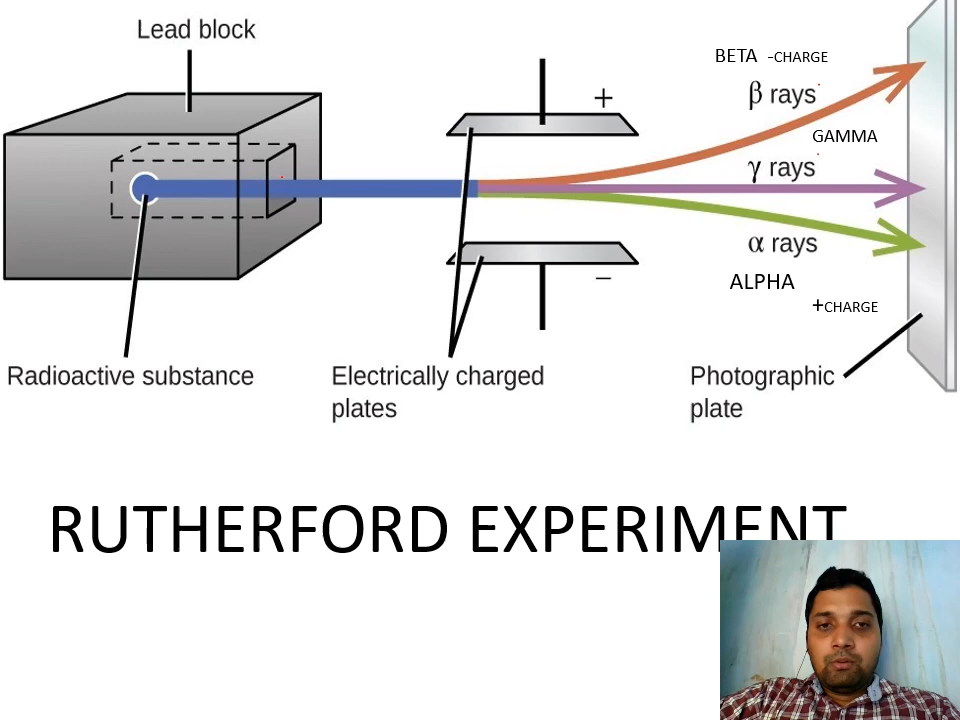 Lead block
BETA -CHARGE
+
β rays
GAMMA
γ rays
α rays
−
ALPHA
+CHARGE
Radioactive substance
Electrically charged
plates
Photographic
plate
RUTHERFORD EXPERIMENT